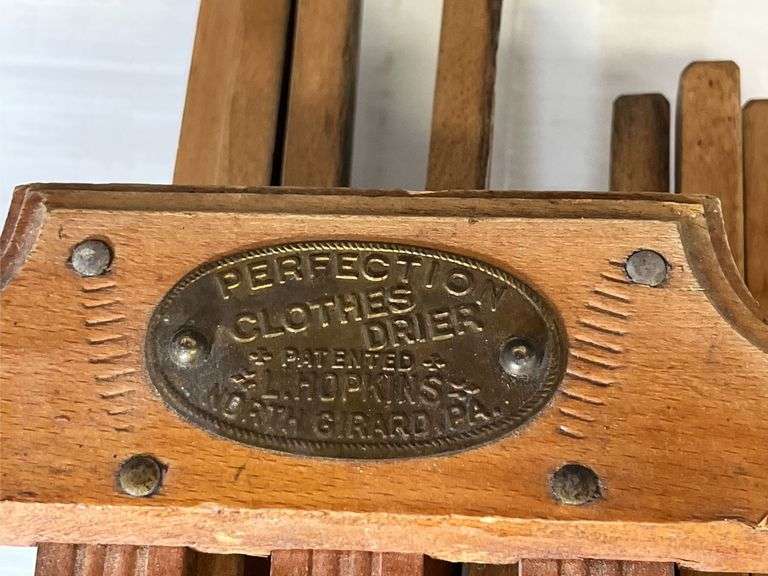 PERFECTION
CLOTHES
DRIER
PATENTED
L. HOPKINS
NORTH GIRARD, PA.